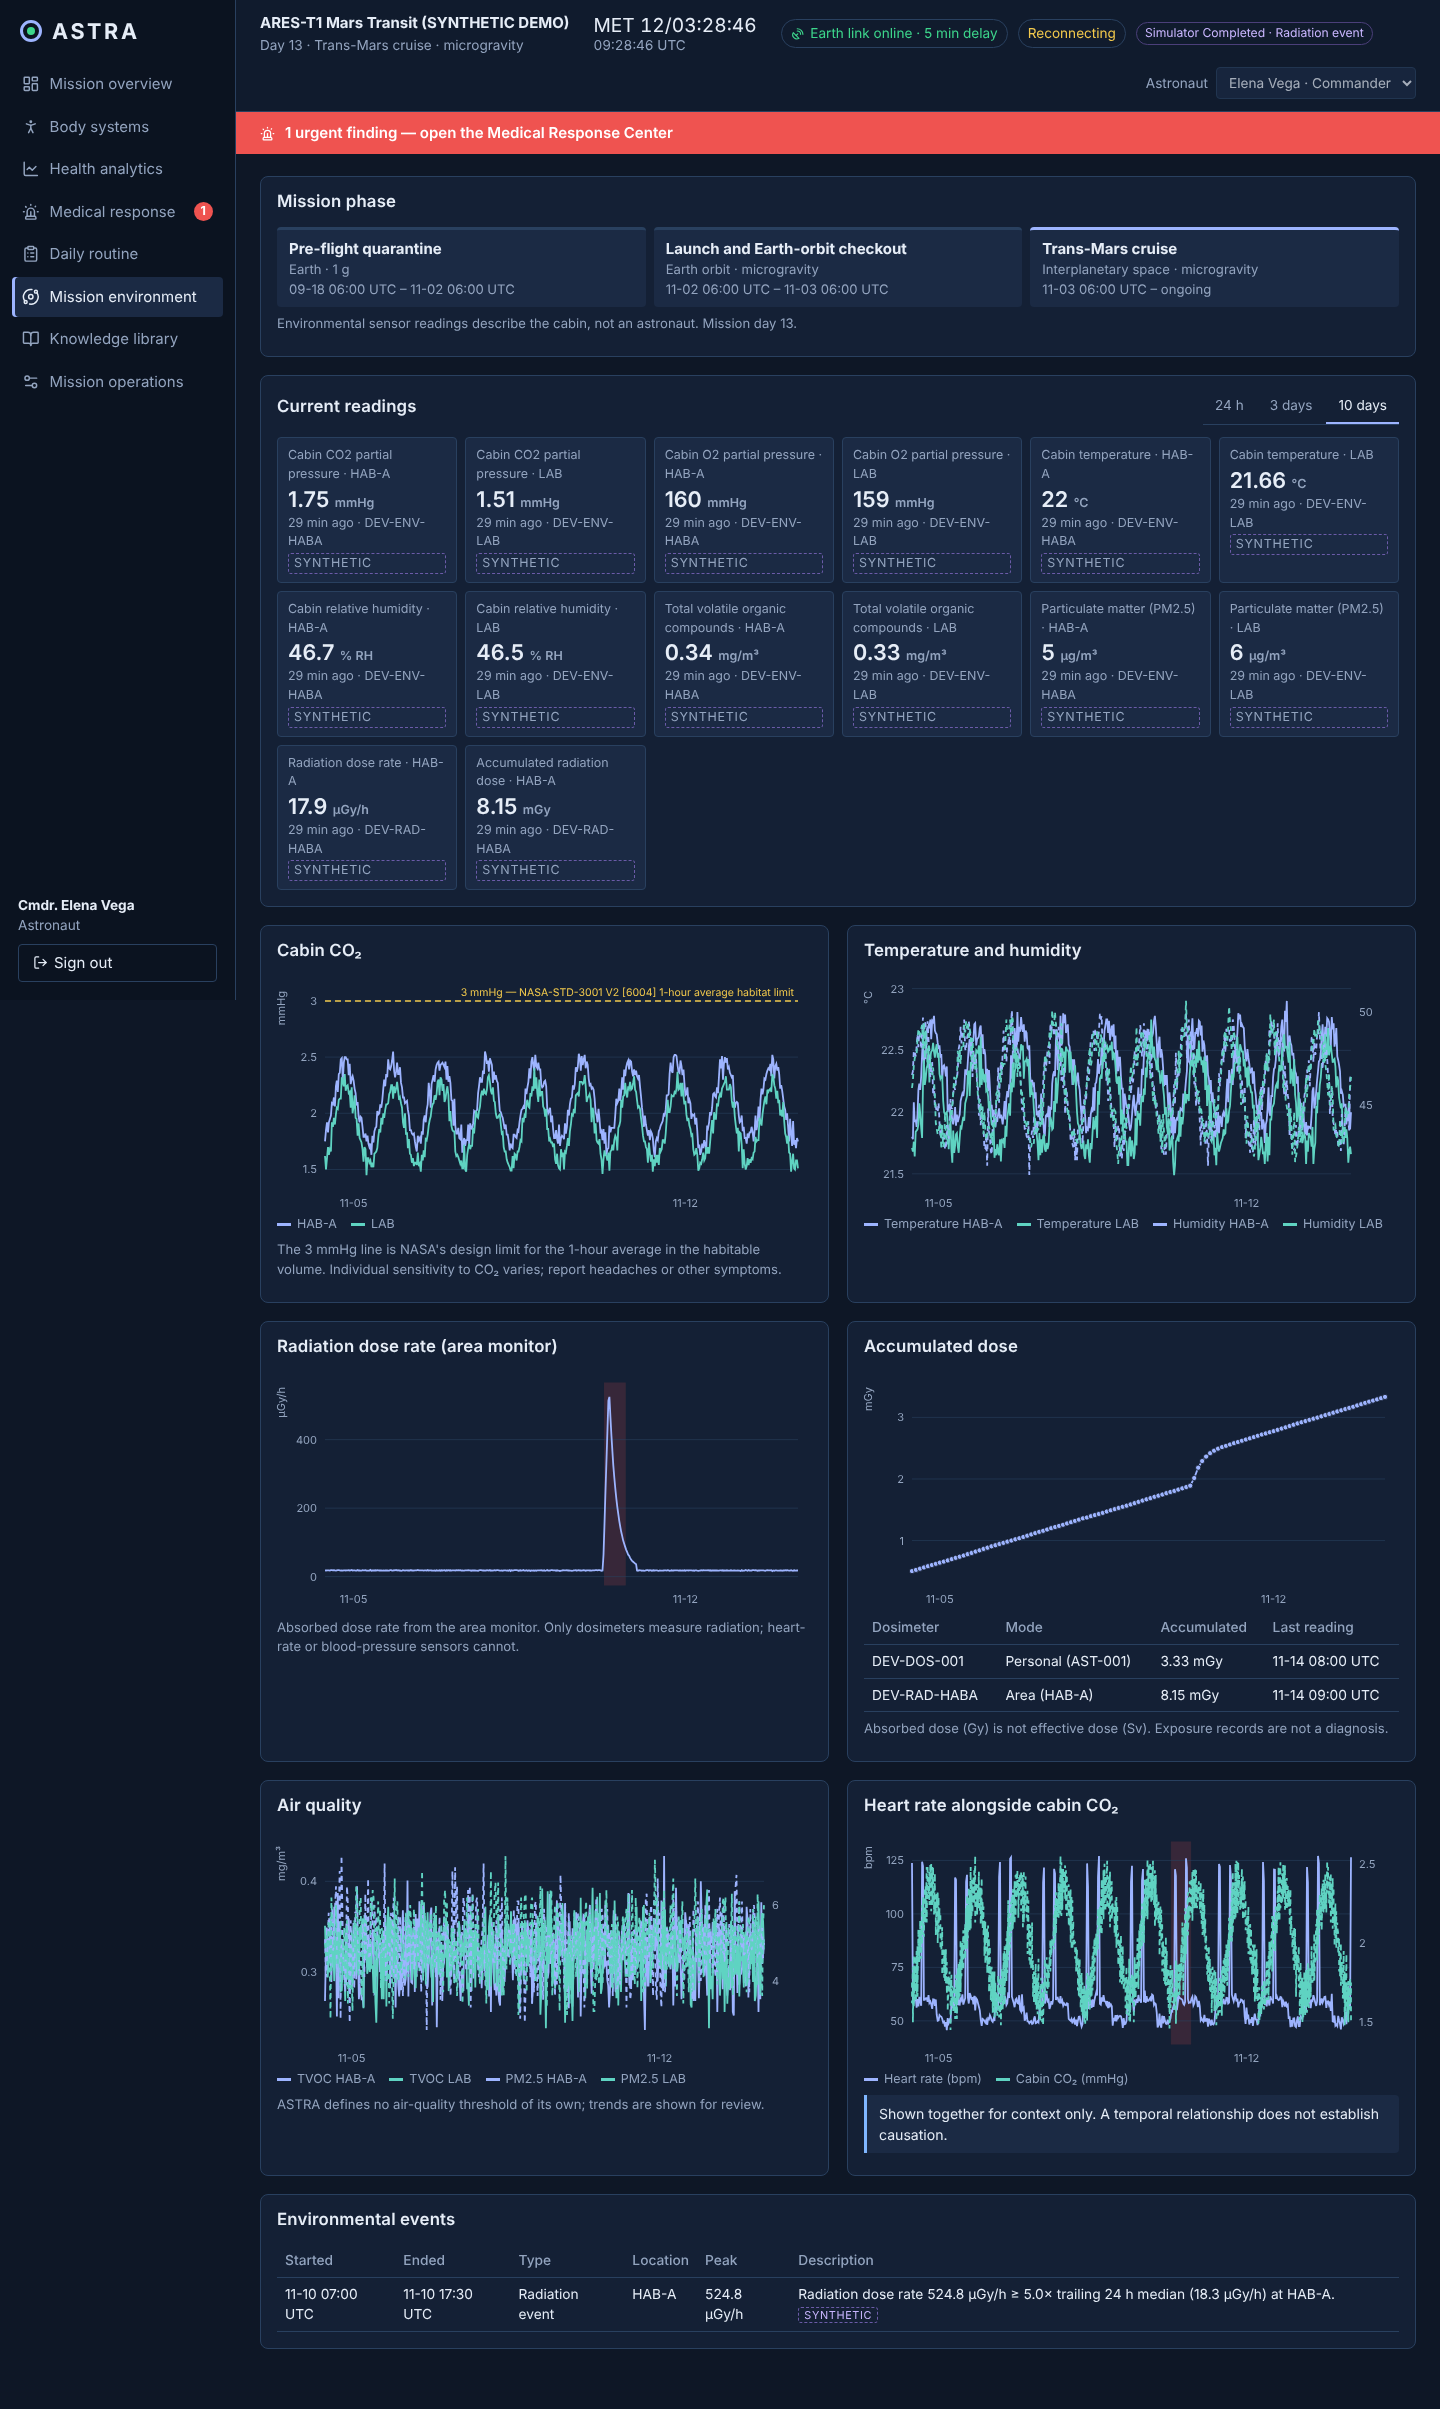 ASTRA
Mission overview
Body systems
Health analytics
Medical response 1
Daily routine
Mission environment
Knowledge library
Mission operations
Cmdr. Elena Vega
Astronaut
Sign out
ARES-T1 Mars Transit (SYNTHETIC DEMO)
Day 13 · Trans-Mars cruise · microgravity
MET 12/03:28:46
09:28:46 UTC
Earth link online · 5 min delay
Reconnecting
Simulator Completed · Radiation event
Astronaut Elena Vega · Commander
1 urgent finding — open the Medical Response Center
Mission phase
Pre-flight quarantine
Earth · 1 g
09-18 06:00 UTC – 11-02 06:00 UTC
Launch and Earth-orbit checkout
Earth orbit · microgravity
11-02 06:00 UTC – 11-03 06:00 UTC
Trans-Mars cruise
Interplanetary space · microgravity
11-03 06:00 UTC – ongoing
Environmental sensor readings describe the cabin, not an astronaut. Mission day 13.
Current readings
24 h 3 days 10 days
Cabin CO2 partial
pressure · HAB-A
1.75 mmHg
29 min ago · DEV-ENV-
HABA
SYNTHETIC
Cabin CO2 partial
pressure · LAB
1.51 mmHg
29 min ago · DEV-ENV-
LAB
SYNTHETIC
Cabin O2 partial pressure ·
HAB-A
160 mmHg
29 min ago · DEV-ENV-
HABA
SYNTHETIC
Cabin O2 partial pressure ·
LAB
159 mmHg
29 min ago · DEV-ENV-
LAB
SYNTHETIC
Cabin temperature · HAB-
A
22 °C
29 min ago · DEV-ENV-
HABA
SYNTHETIC
Cabin temperature · LAB
21.66 °C
29 min ago · DEV-ENV-
LAB
SYNTHETIC
Cabin relative humidity ·
HAB-A
46.7 % RH
29 min ago · DEV-ENV-
HABA
SYNTHETIC
Cabin relative humidity ·
LAB
46.5 % RH
29 min ago · DEV-ENV-
LAB
SYNTHETIC
Total volatile organic
compounds · HAB-A
0.34 mg/m³
29 min ago · DEV-ENV-
HABA
SYNTHETIC
Total volatile organic
compounds · LAB
0.33 mg/m³
29 min ago · DEV-ENV-
LAB
SYNTHETIC
Particulate matter (PM2.5)
· HAB-A
5 µg/m³
29 min ago · DEV-ENV-
HABA
SYNTHETIC
Particulate matter (PM2.5)
· LAB
6 µg/m³
29 min ago · DEV-ENV-
LAB
SYNTHETIC
Radiation dose rate · HAB-
A
17.9 µGy/h
29 min ago · DEV-RAD-
HABA
SYNTHETIC
Accumulated radiation
dose · HAB-A
8.15 mGy
29 min ago · DEV-RAD-
HABA
SYNTHETIC
Cabin CO₂
mmHg
3 mmHg — NASA-STD-3001 V2 [6004] 1-hour average habitat limit
3
2.5
2
1.5
11-05 11-12
HAB-A LAB
The 3 mmHg line is NASA's design limit for the 1-hour average in the habitable
volume. Individual sensitivity to CO₂ varies; report headaches or other symptoms.
Temperature and humidity
°C
23
22.5
22
21.5
50
45
11-05 11-12
Temperature HAB-A Temperature LAB Humidity HAB-A Humidity LAB
Radiation dose rate (area monitor)
µGy/h
400
200
0
11-05 11-12
Absorbed dose rate from the area monitor. Only dosimeters measure radiation; heart-
rate or blood-pressure sensors cannot.
Accumulated dose
mGy
3
2
1
11-05 11-12
Dosimeter Mode Accumulated Last reading
DEV-DOS-001 Personal (AST-001) 3.33 mGy 11-14 08:00 UTC
DEV-RAD-HABA Area (HAB-A) 8.15 mGy 11-14 09:00 UTC
Absorbed dose (Gy) is not effective dose (Sv). Exposure records are not a diagnosis.
Air quality
mg/m³
0.4
0.3
6
4
11-05 11-12
TVOC HAB-A TVOC LAB PM2.5 HAB-A PM2.5 LAB
ASTRA defines no air-quality threshold of its own; trends are shown for review.
Heart rate alongside cabin CO₂
bpm
125
100
75
50
2.5
2
1.5
11-05 11-12
Heart rate (bpm) Cabin CO₂ (mmHg)
Shown together for context only. A temporal relationship does not establish
causation.
Environmental events
Started Ended Type Location Peak Description
11-10 07:00 11-10 17:30 Radiation HAB-A 524.8 Radiation dose rate 524.8 µGy/h ≥ 5.0× trailing 24 h median (18.3 µGy/h) at HAB-A.
UTC UTC event µGy/h SYNTHETIC